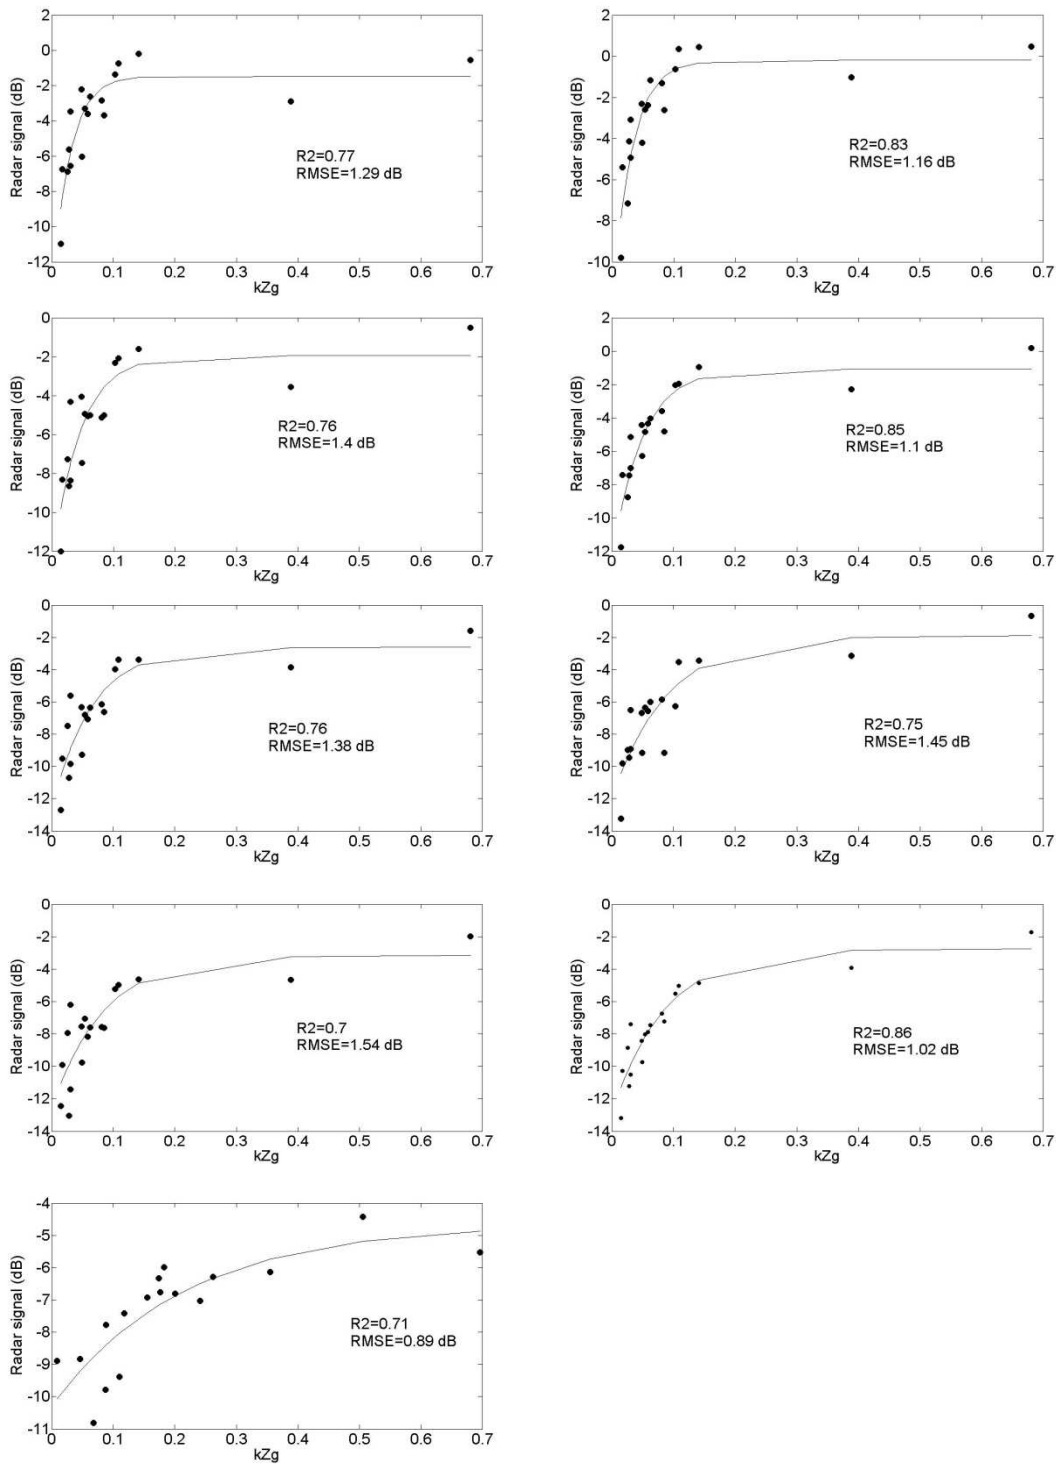 2
0
-2
-4
-6
-8
-10
-12
Radar signal (dB)
R2=0.77
RMSE=1.29 dB
0 0.1 0.2 0.3 0.4 0.5 0.6 0.7
kZg
2
0
-2
-4
-6
-8
-10
Radar signal (dB)
R2=0.83
RMSE=1.16 dB
0 0.1 0.2 0.3 0.4 0.5 0.6 0.7
kZg
0
-2
-4
-6
-8
-10
-12
Radar signal (dB)
R2=0.76
RMSE=1.4 dB
0 0.1 0.2 0.3 0.4 0.5 0.6 0.7
kZg
2
0
-2
-4
-6
-8
-10
-12
Radar signal (dB)
R2=0.85
RMSE=1.1 dB
0 0.1 0.2 0.3 0.4 0.5 0.6 0.7
kZg
0
-2
-4
-6
-8
-10
-12
-14
Radar signal (dB)
R2=0.76
RMSE=1.38 dB
0 0.1 0.2 0.3 0.4 0.5 0.6 0.7
kZg
0
-2
-4
-6
-8
-10
-12
-14
Radar signal (dB)
R2=0.75
RMSE=1.45 dB
0 0.1 0.2 0.3 0.4 0.5 0.6 0.7
kZg
0
-2
-4
-6
-8
-10
-12
-14
Radar signal (dB)
R2=0.7
RMSE=1.54 dB
0 0.1 0.2 0.3 0.4 0.5 0.6 0.7
kZg
0
-2
-4
-6
-8
-10
-12
-14
Radar signal (dB)
R2=0.86
RMSE=1.02 dB
0 0.1 0.2 0.3 0.4 0.5 0.6 0.7
kZg
-4
-5
-6
-7
-8
-9
-10
-11
Radar signal (dB)
R2=0.71
RMSE=0.89 dB
0 0.1 0.2 0.3 0.4 0.5 0.6 0.7
kZg